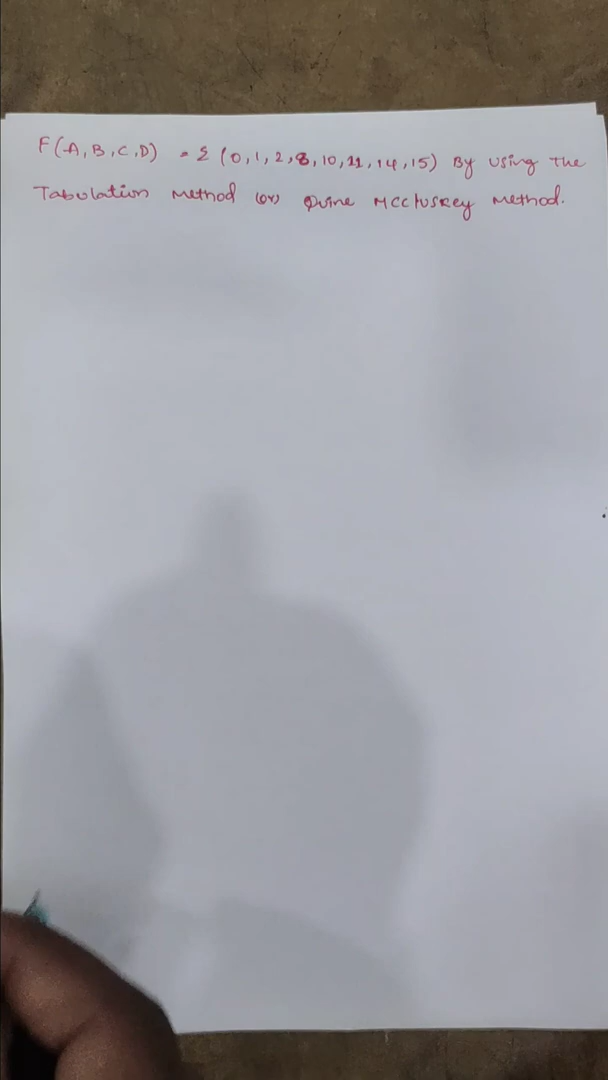 F(A,B,C,D) = Σ (0,1,2,8,10,11,14,15) By using The
Tabulation Method (or) Quine MCCluskey Method.